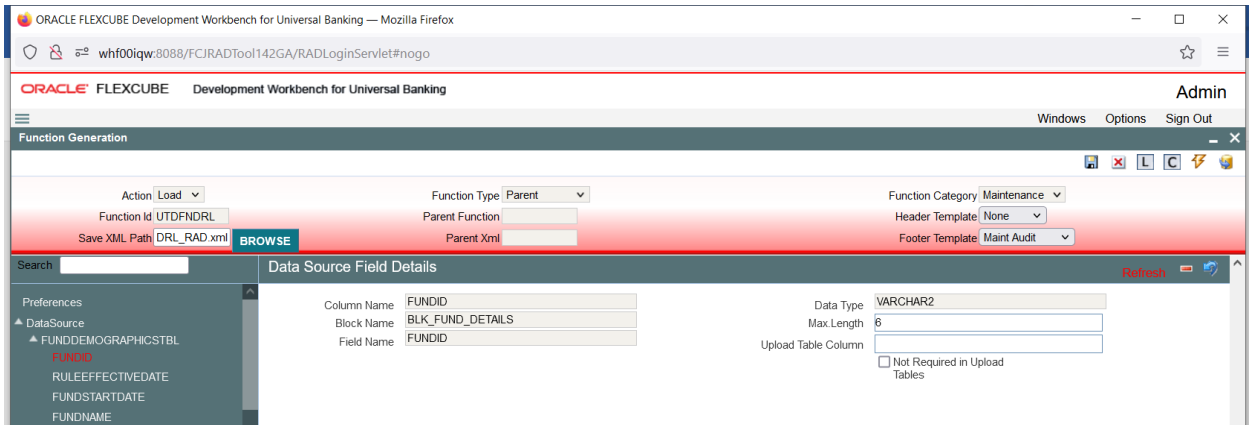 ORACLE FLEXCUBE Development Workbench for Universal Banking — Mozilla Firefox
whf00iqw:8088/FCJRADTool142GA/RADLoginServlet#nogo
ORACLE FLEXCUBE Development Workbench for Universal Banking
Admin
Windows Options Sign Out
Function Generation
L C
Action Load Function Type Parent Function Category Maintenance
Function Id UTDFNDRL Parent Function Header Template None
Save XML Path DRL_RAD.xml BROWSE Parent Xml Footer Template Maint Audit
Search Data Source Field Details Refresh
Preferences
DataSource
FUNDDEMOGRAPHICSTBL
FUNDID
RULEEFFECTIVEDATE
FUNDSTARTDATE
FUNDNAME
Column Name FUNDID Data Type VARCHAR2
Block Name BLK_FUND_DETAILS Max.Length 6
Field Name FUNDID Upload Table Column
Not Required in Upload
Tables